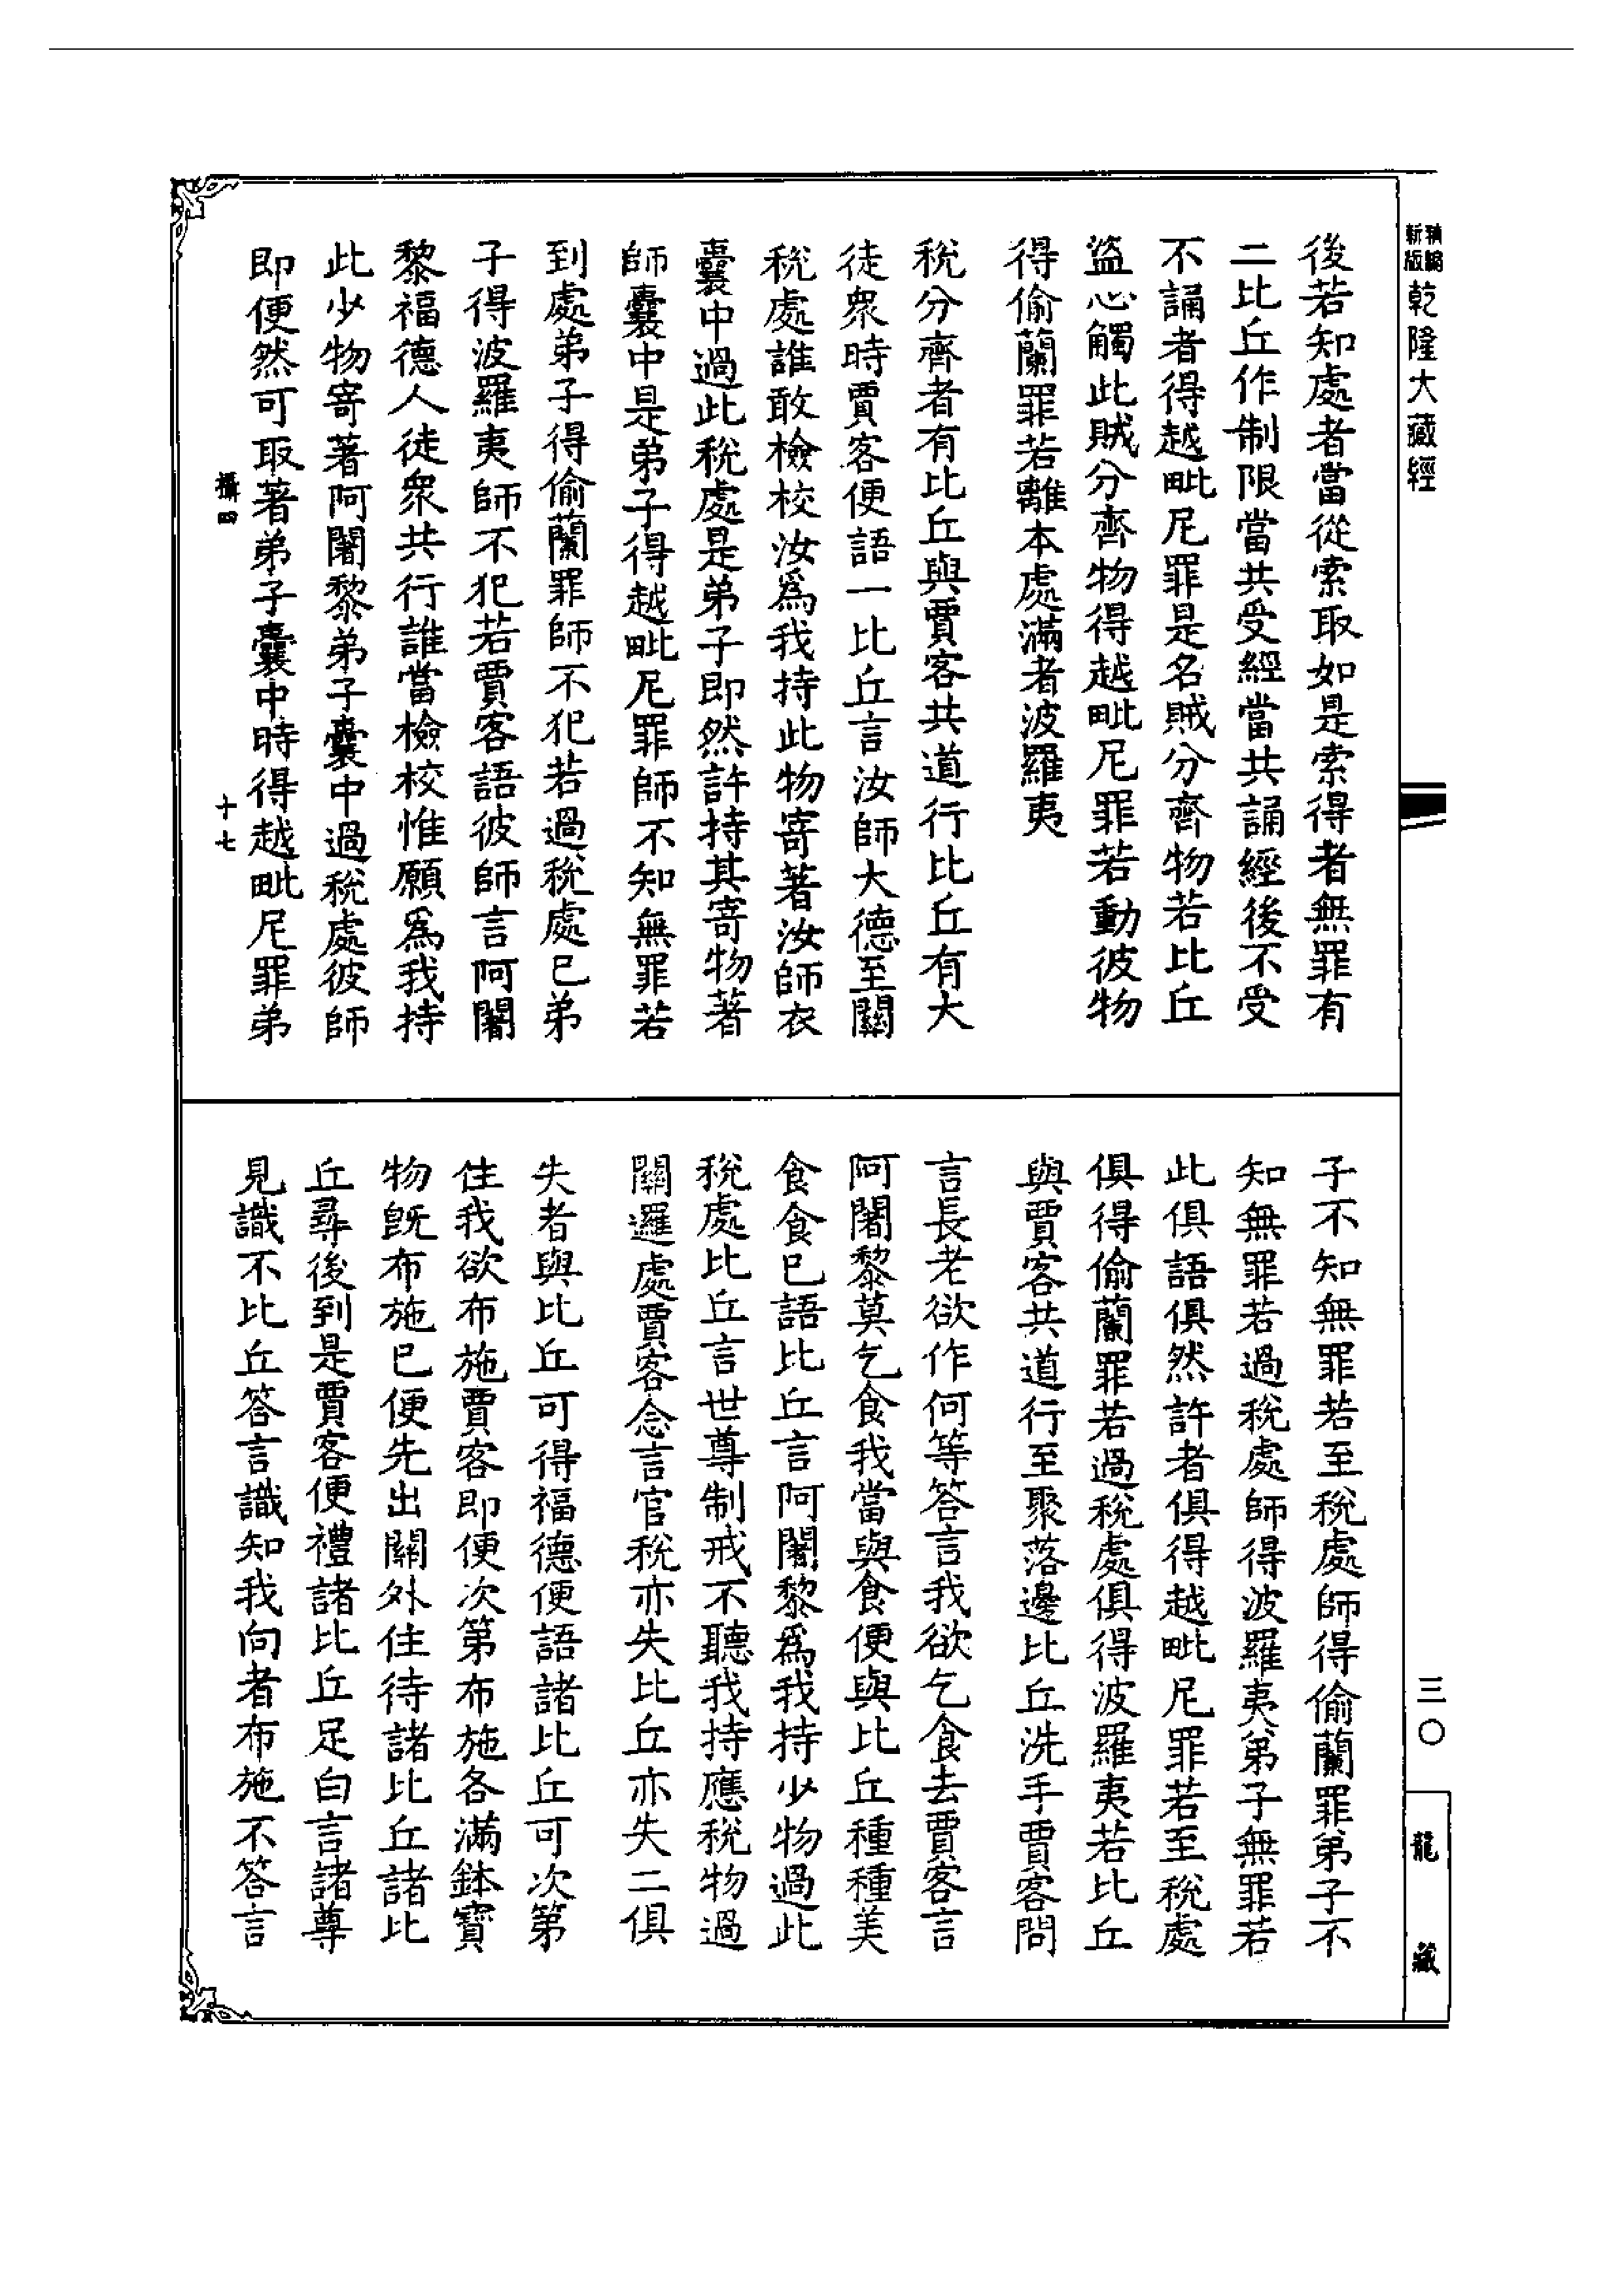 新編
新版
乾隆大藏經
後若知處者當從索取如是索得者無罪有
二比丘作制限當共受經當共誦經後不受
不誦者得越毗尼罪是名賊分齊物若比丘
盜心觸此賊分齊物得越毗尼罪若動彼物
得偷蘭罪若離本處滿者波羅夷
稅分齊者有比丘與賈客共道行比丘有大
徒衆時賈客便語一比丘言汝師大德至關
稅處誰敢檢校汝爲我持此物寄著汝師衣
囊中過此稅處是弟子即然許持其寄物著
師囊中是弟子得越毗尼罪師不知無罪若
到處弟子得偷蘭罪師不犯若過稅處已弟
子得波羅夷師不犯若賈客語彼師言阿闍
黎福德人徒衆共行誰當檢校惟願爲我持
此少物寄著阿闍黎弟子囊中過稅處彼師
即便然可取著弟子囊中時得越毗尼罪弟
攝四
十七
子不知無罪若至稅處師得偷蘭罪弟子不
知無罪若過稅處師得波羅夷弟子無罪若
此俱語俱然許者俱得越毗尼罪若至稅處
俱得偷蘭罪若過稅處俱得波羅夷若比丘
與賈客共道行至聚落邊比丘洗手賈客問
言長老欲作何等答言我欲乞食去賈客言
阿闍黎莫乞食我當與食便與比丘種種美
食食已語比丘言阿闍黎爲我持少物過此
稅處比丘言世尊制戒不聽我持應稅物過
關邏處賈客念言官稅亦失比丘亦失二俱
失者與比丘可得福德便語諸比丘可次第
住我欲布施賈客即便次第布施各滿鉢寶
物旣布施已便先出關外住待諸比丘諸比
丘尋後到是賈客便禮諸比丘足白言諸尊
見識不比丘答言識知我向者布施不答言
三〇
龍藏